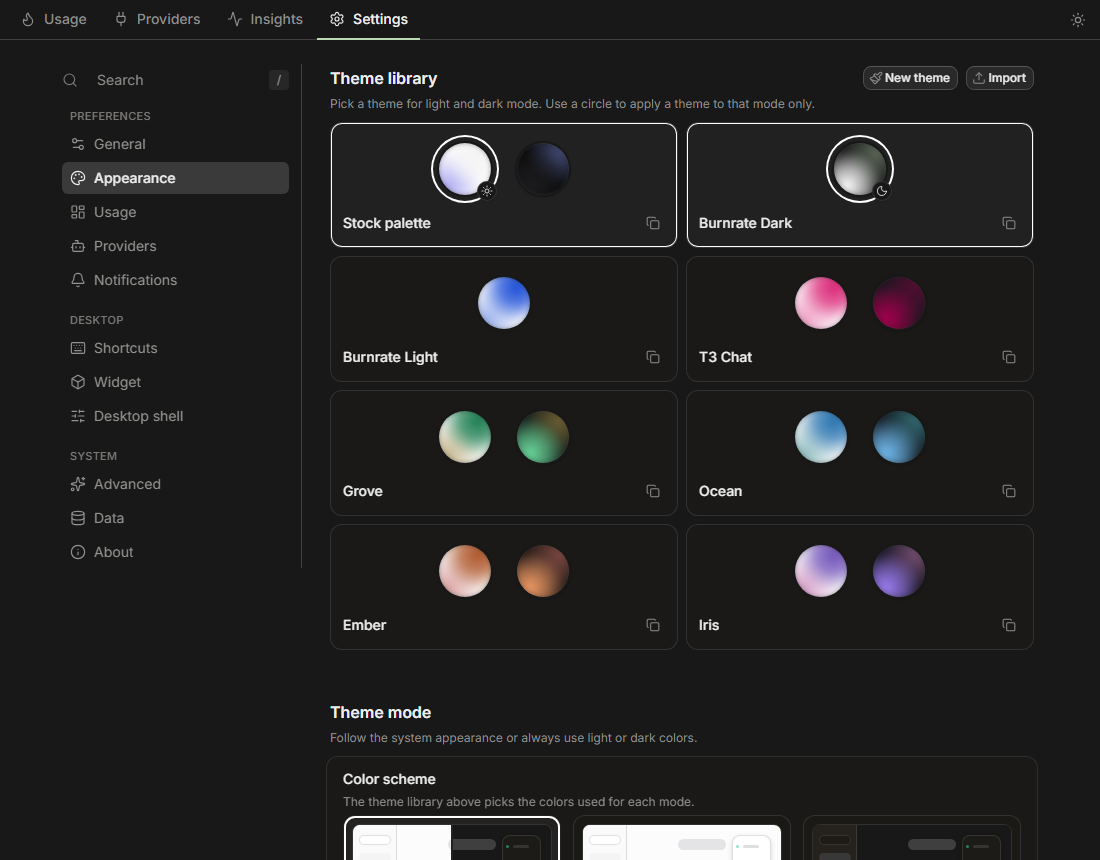 Usage Providers Insights Settings
Search /
PREFERENCES
General
Appearance
Usage
Providers
Notifications
DESKTOP
Shortcuts
Widget
Desktop shell
SYSTEM
Advanced
Data
About
Theme library
New theme Import
Pick a theme for light and dark mode. Use a circle to apply a theme to that mode only.
Stock palette
Burnrate Dark
Burnrate Light
T3 Chat
Grove
Ocean
Ember
Iris
Theme mode
Follow the system appearance or always use light or dark colors.
Color scheme
The theme library above picks the colors used for each mode.